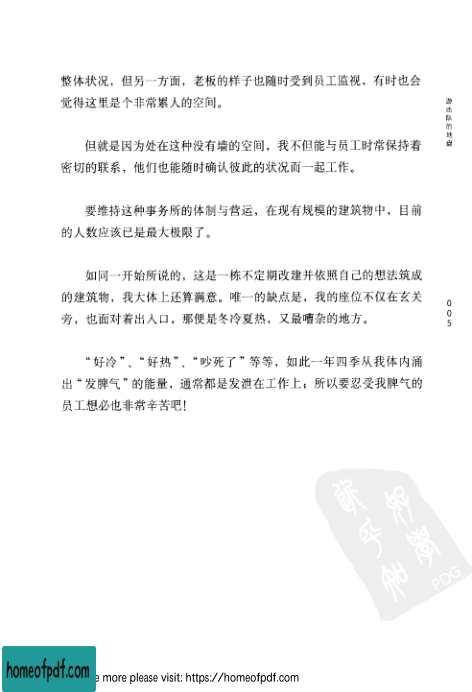 整体状况，但另一方面，老板的样子也随时受到员工监视，有时也会
觉得这里是个非常累人的空间。
但就是因为处在这种没有墙的空间，我不但能与员工时常保持着
密切的联系，他们也能随时确认彼此的状况而一起工作。
要维持这种事务所的体制与营运，在现有规模的建筑物中，目前
的人数应该已是最大极限了。
如同一开始所说的，这是一栋不定期改建并依照自己的想法筑成
的建筑物，我大体上还算满意。唯一的缺点是，我的座位不仅在玄关
旁，也面对着出入口，那便是冬冷夏热，又最嘈杂的地方。
“好冷”、“好热”、“吵死了”等等，如此一年四季从我体内涌
出“发脾气”的能量，通常都是发泄在工作上；所以要忍受我脾气的
员工想必也非常辛苦吧！
游击队的地盘
005
PDG
homeofpdf.com
e more please visit: https://homeofpdf.com